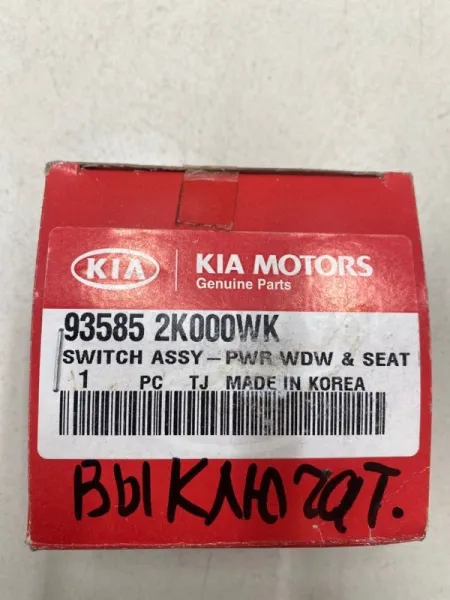 KIA
KIA MOTORS
Genuine Parts
93585 2K000WK
SWITCH ASSY-PWR WDW & SEAT
1 PC TJ MADE IN KOREA
ВЫКЛЮЧАТ.